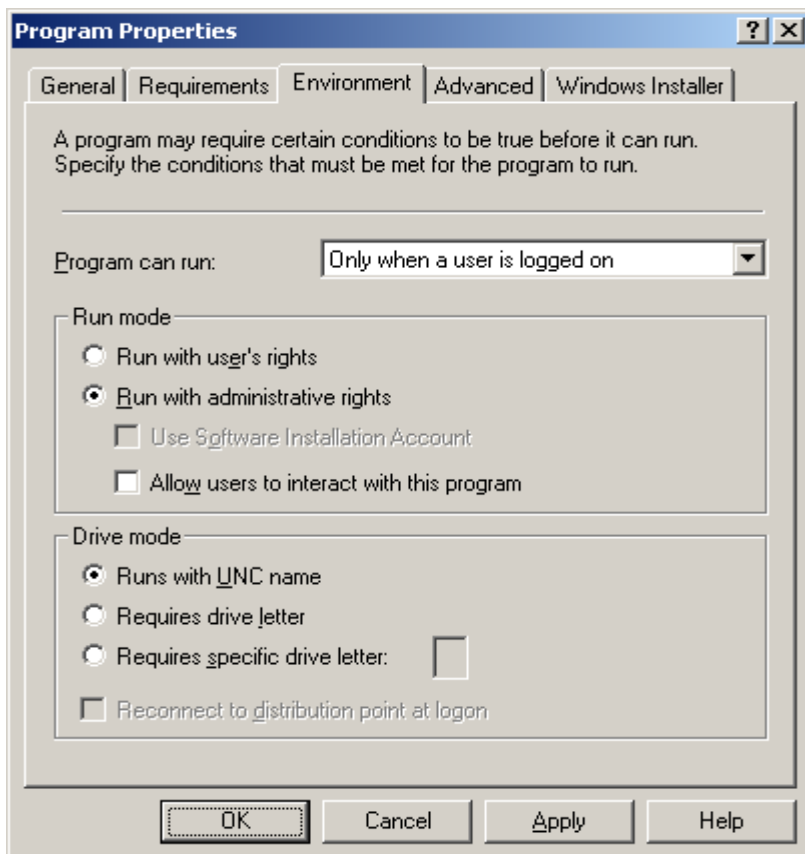 Program Properties
General Requirements Environment Advanced Windows Installer
A program may require certain conditions to be true before it can run.
Specify the conditions that must be met for the program to run.
Program can run: Only when a user is logged on
Run mode
Run with user's rights
Run with administrative rights
Use Software Installation Account
Allow users to interact with this program
Drive mode
Runs with UNC name
Requires drive letter
Requires specific drive letter:
Reconnect to distribution point at logon
OK Cancel Apply Help